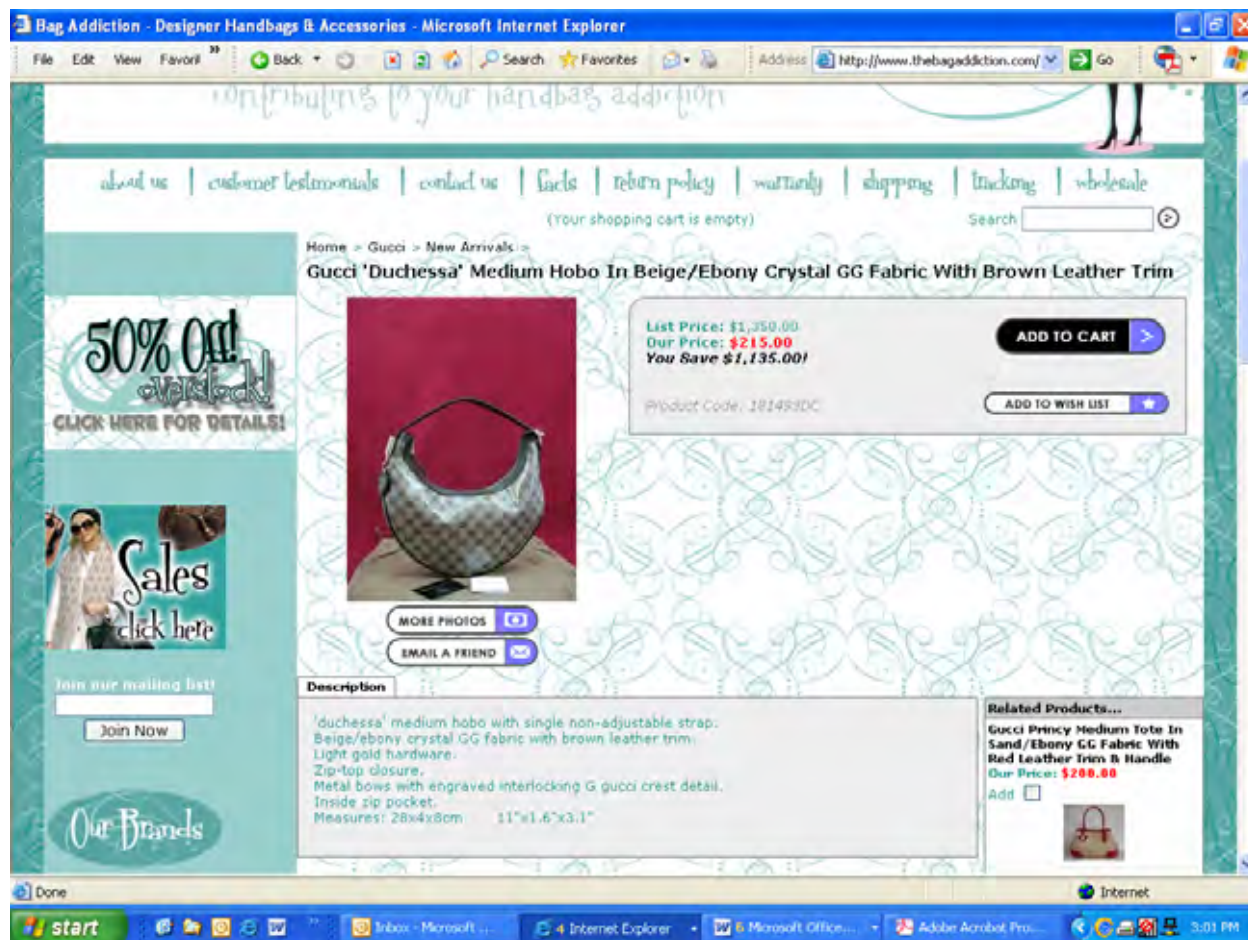 Bag Addiction - Designer Handbags & Accessories - Microsoft Internet Explorer
File Edit View Favorit » Back Search Favorites Address http://www.thebagaddiction.com/ Go
contributing to your handbag addiction
about us | customer testimonials | contact us | facts | return policy | warranty | shipping | tracking | wholesale
(Your shopping cart is empty) Search
Home > Gucci > New Arrivals >
Gucci 'Duchessa' Medium Hobo In Beige/Ebony Crystal GG Fabric With Brown Leather Trim
50% Off!
overstock!
CLICK HERE FOR DETAILS!
List Price: $1,350.00
Our Price: $215.00
You Save $1,135.00!
Product Code: 181493DC
ADD TO CART
ADD TO WISH LIST
Sales
click here
MORE PHOTOS
EMAIL A FRIEND
Join our mailing list!
Join Now
Our Brands
Description
'duchessa' medium hobo with single non-adjustable strap.
Beige/ebony crystal GG fabric with brown leather trim.
Light gold hardware.
Zip-top closure.
Metal bows with engraved interlocking G gucci crest detail.
Inside zip pocket.
Measures: 28x4x8cm 11"x1.6"x3.1"
Related Products...
Gucci Princy Medium Tote In
Sand/Ebony GG Fabric With
Red Leather Trim & Handle
Our Price: $200.00
Add
Done Internet
start » Inbox - Microsoft ... 4 Internet Explorer 6 Microsoft Office... Adobe Acrobat Pro... 3:01 PM